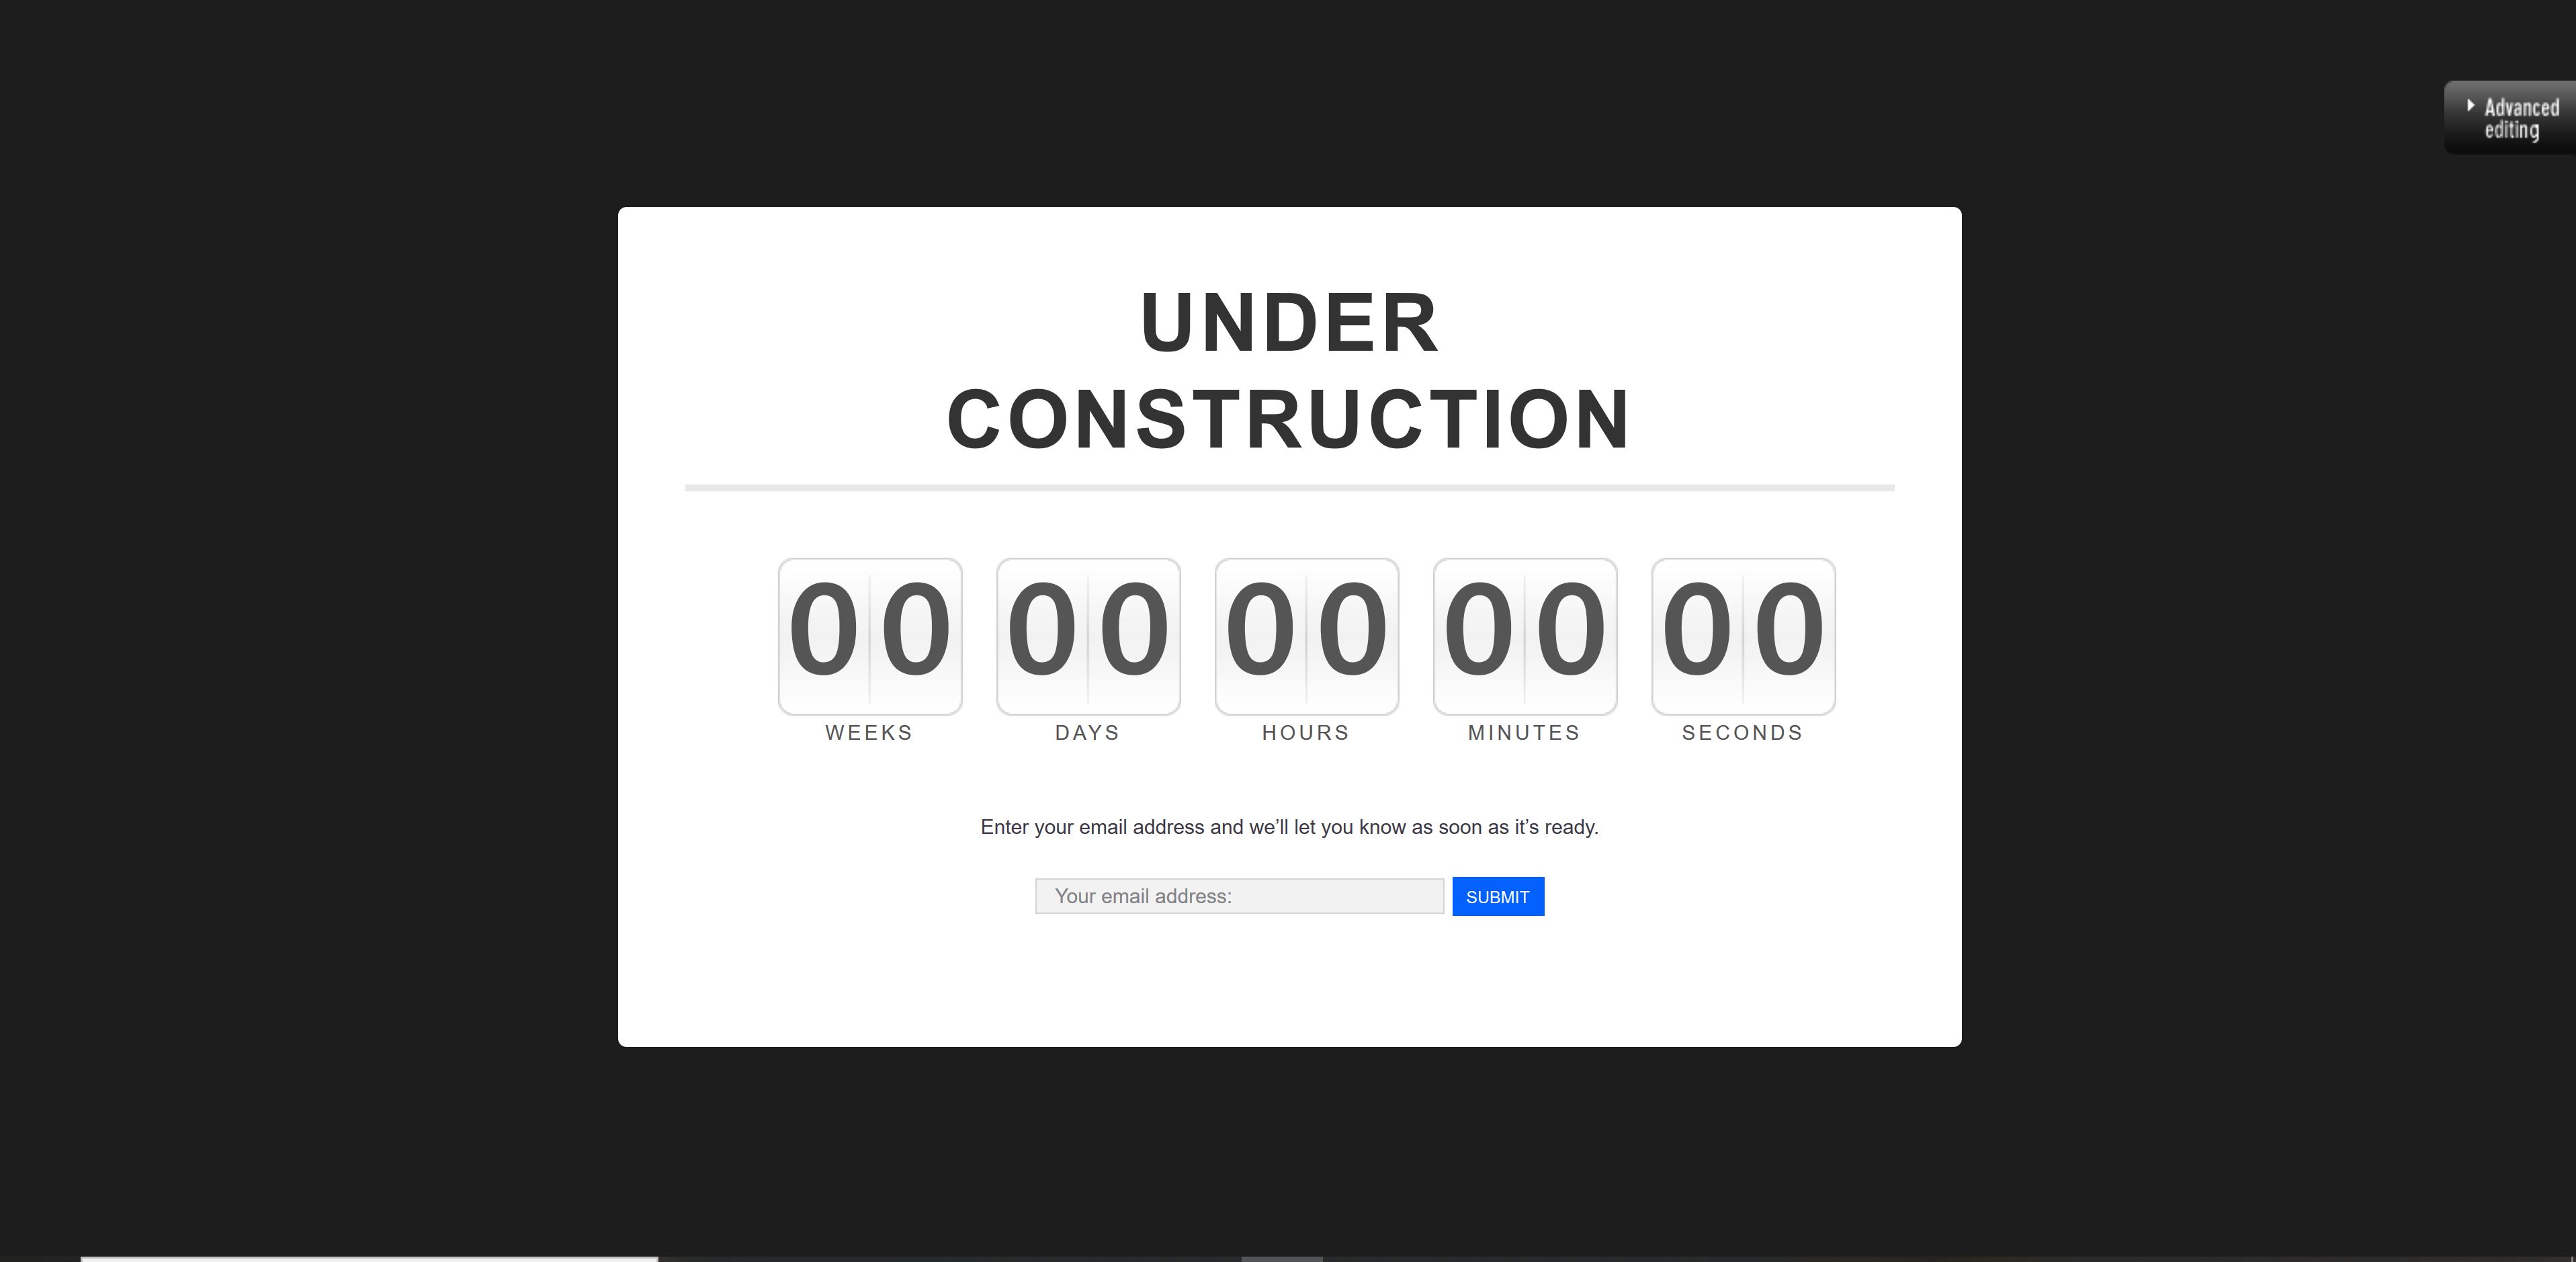 Advanced
editing
UNDER
CONSTRUCTION
00 00 00 00 00
WEEKS DAYS HOURS MINUTES SECONDS
Enter your email address and we’ll let you know as soon as it’s ready.
Your email address: SUBMIT